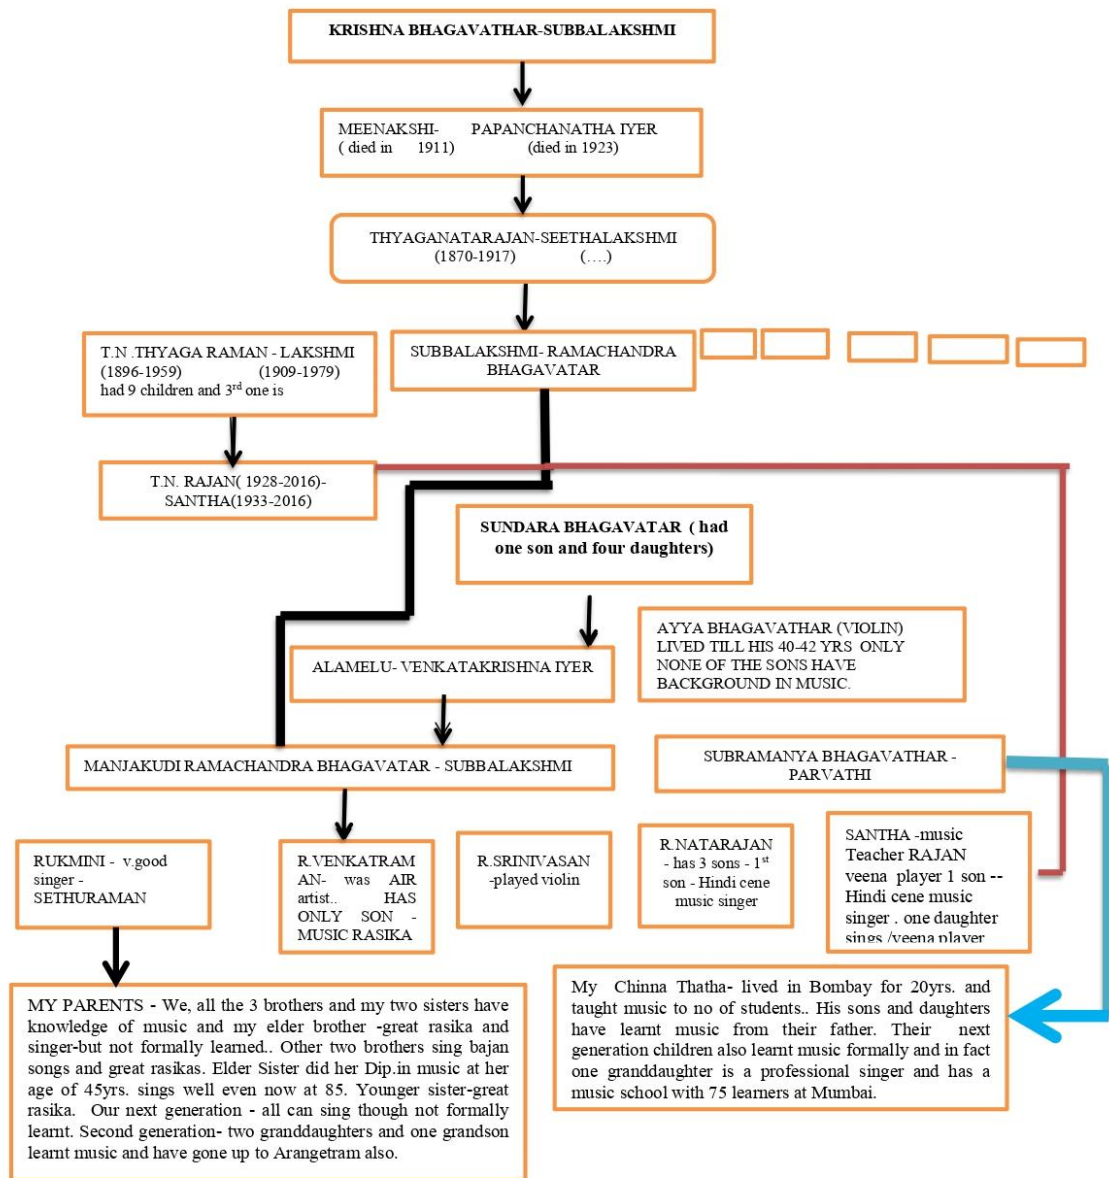 KRISHNA BHAGAVATHAR-SUBBALAKSHMI
MEENAKSHI- PAPANCHANATHA IYER
( died in 1911) (died in 1923)
THYAGANATARAJAN-SEETHALAKSHMI
(1870-1917) (….)
T.N .THYAGA RAMAN - LAKSHMI
(1896-1959) (1909-1979)
had 9 children and 3rd one is
SUBBALAKSHMI- RAMACHANDRA
BHAGAVATAR
T.N. RAJAN( 1928-2016)-
SANTHA(1933-2016)
SUNDARA BHAGAVATAR ( had
one son and four daughters)
AYYA BHAGAVATHAR (VIOLIN)
LIVED TILL HIS 40-42 YRS ONLY
NONE OF THE SONS HAVE
BACKGROUND IN MUSIC.
ALAMELU- VENKATAKRISHNA IYER
MANJAKUDI RAMACHANDRA BHAGAVATAR - SUBBALAKSHMI
SUBRAMANYA BHAGAVATHAR -
PARVATHI
RUKMINI - v.good
singer -
SETHURAMAN
R.VENKATRAM
AN- was AIR
artist.. HAS
ONLY SON -
MUSIC RASIKA
R.SRINIVASAN
-played violin
R.NATARAJAN
- has 3 sons - 1st
son - Hindi cene
music singer
SANTHA -music
Teacher RAJAN
veena player 1 son --
Hindi cene music
singer . one daughter
sings /veena player
MY PARENTS - We, all the 3 brothers and my two sisters have
knowledge of music and my elder brother -great rasika and
singer-but not formally learned.. Other two brothers sing bajan
songs and great rasikas. Elder Sister did her Dip.in music at her
age of 45yrs. sings well even now at 85. Younger sister-great
rasika. Our next generation - all can sing though not formally
learnt. Second generation- two granddaughters and one grandson
learnt music and have gone up to Arangetram also.
My Chinna Thatha- lived in Bombay for 20yrs. and
taught music to no of students.. His sons and daughters
have learnt music from their father. Their next
generation children also learnt music formally and in fact
one granddaughter is a professional singer and has a
music school with 75 learners at Mumbai.